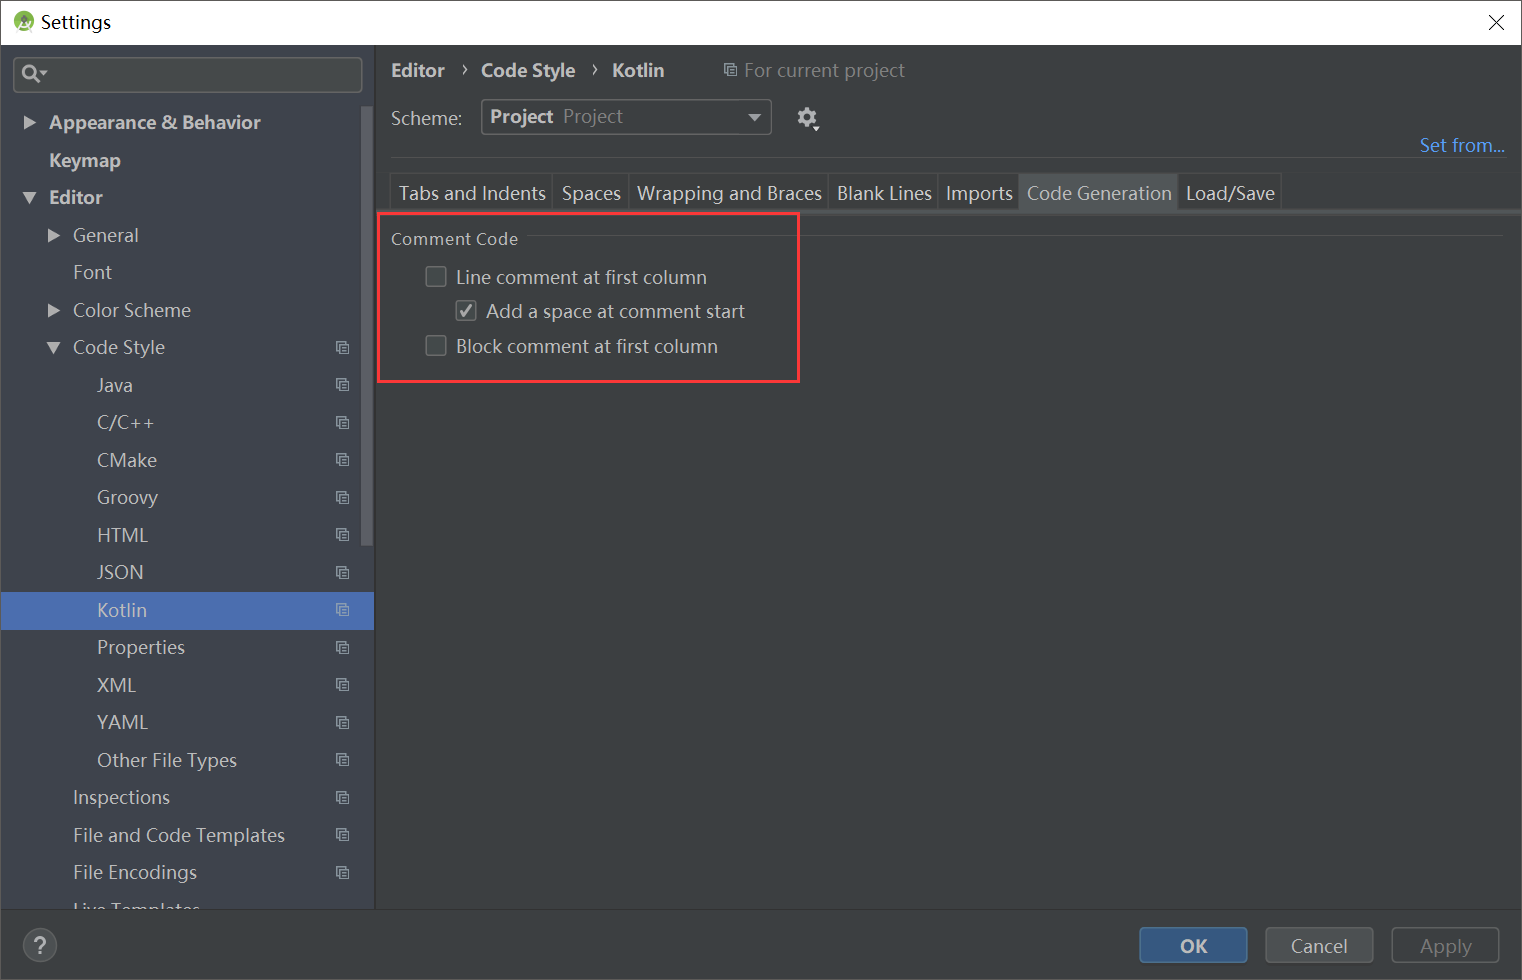 Settings
Appearance & Behavior
Keymap
Editor
General
Font
Color Scheme
Code Style
Java
C/C++
CMake
Groovy
HTML
JSON
Kotlin
Properties
XML
YAML
Other File Types
Inspections
File and Code Templates
File Encodings
Live Templates
Editor › Code Style › Kotlin For current project
Scheme: Project Project
Set from...
Tabs and Indents Spaces Wrapping and Braces Blank Lines Imports Code Generation Load/Save
Comment Code
Line comment at first column
Add a space at comment start
Block comment at first column
? OK Cancel Apply